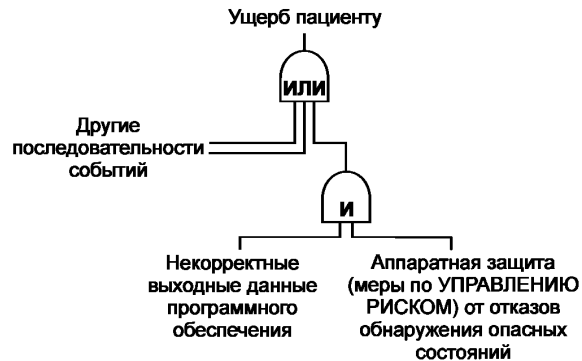 Ущерб пациенту
ИЛИ
Другие
последовательности
событий
И
Некорректные
выходные данные
программного
обеспечения
Аппаратная защита
(меры по УПРАВЛЕНИЮ
РИСКОМ) от отказов
обнаружения опасных
состояний